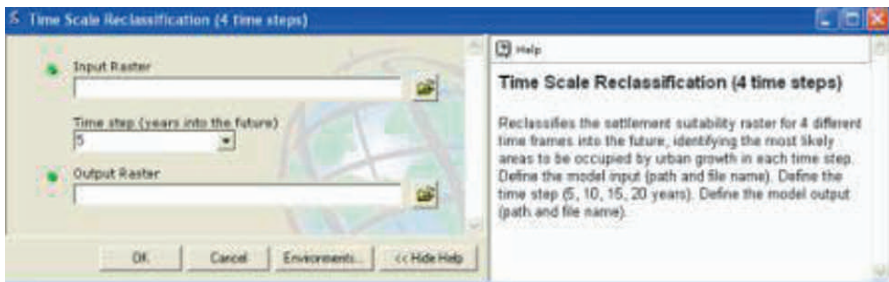 Time Scale Reclassification (4 time steps)
Input Raster
Time step (years into the future)
5
Output Raster
OK
Cancel
Environments...
<< Hide Help
Help
Time Scale Reclassification (4 time steps)
Reclassifies the settlement suitability raster for 4 different
time frames into the future, identifying the most likely
areas to be occupied by urban growth in each time step.
Define the model input (path and file name). Define the
time step (5, 10, 15, 20 years). Define the model output
(path and file name).